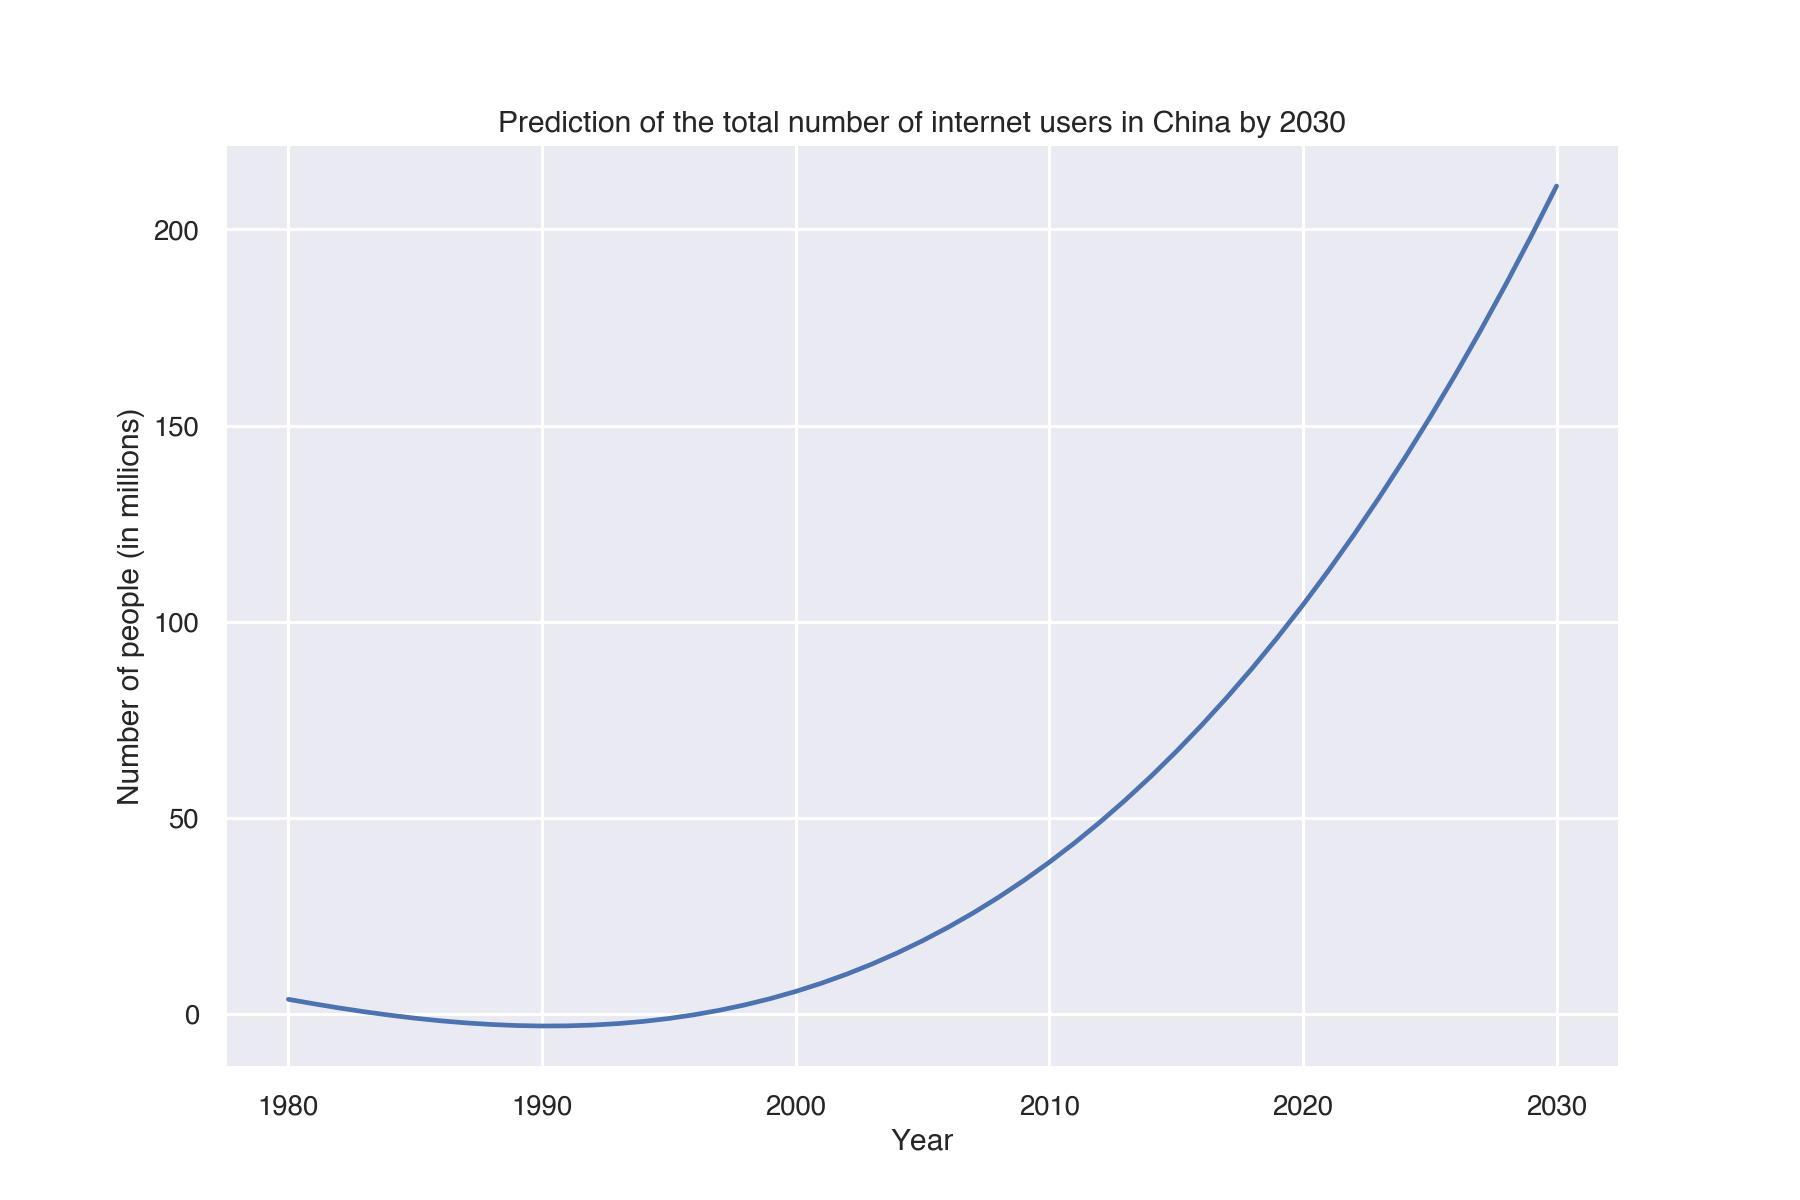 Prediction of the total number of internet users in China by 2030
Number of people (in millions)
200
150
100
50
0
1980 1990 2000 2010 2020 2030
Year